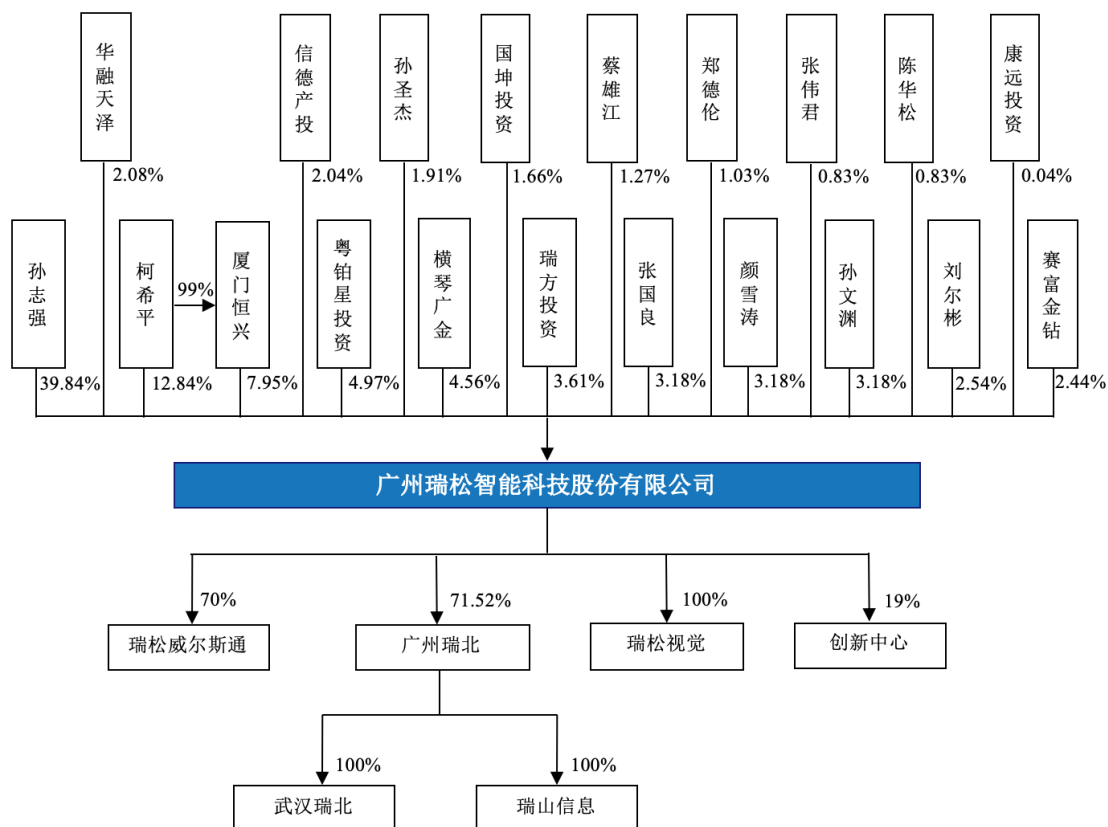 华融天泽
信德产投
孙圣杰
国坤投资
蔡雄江
郑德伦
张伟君
陈华松
康远投资
2.08%
2.04%
1.91%
1.66%
1.27%
1.03%
0.83%
0.83%
0.04%
孙志强
柯希平
99%
厦门恒兴
粤铂星投资
横琴广金
瑞方投资
张国良
颜雪涛
孙文渊
刘尔彬
赛富金钻
39.84%
12.84%
7.95%
4.97%
4.56%
3.61%
3.18%
3.18%
3.18%
2.54%
2.44%
广州瑞松智能科技股份有限公司
70%
71.52%
100%
19%
瑞松威尔斯通
广州瑞北
瑞松视觉
创新中心
100%
100%
武汉瑞北
瑞山信息